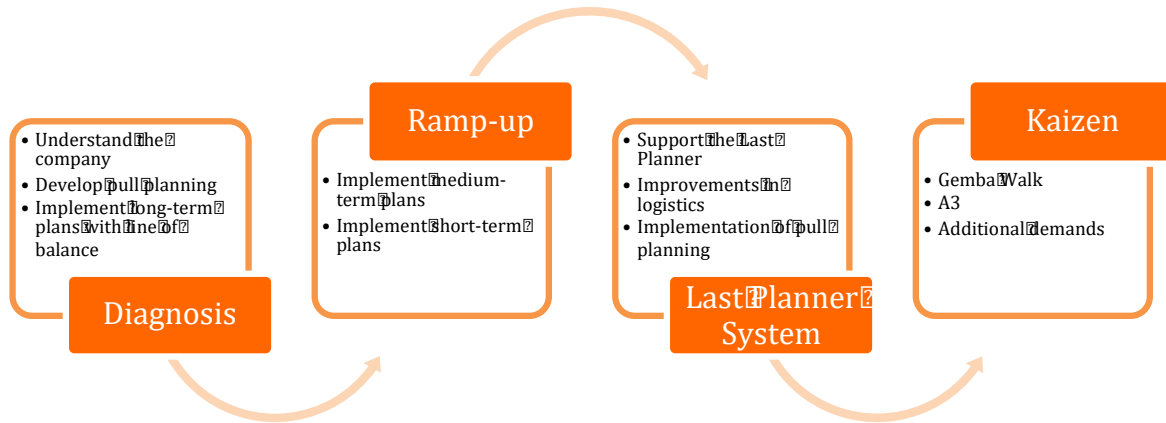 • Understand the
company
• Develop pull planning
• Implement long-term
plans with line of
balance
Diagnosis
Ramp-up
• Implement medium-
term plans
• Implement short-term
plans
• Support the Last
Planner
• Improvements in
logistics
• Implementation of pull
planning
Last Planner
System
Kaizen
• Gemba Walk
• A3
• Additional demands